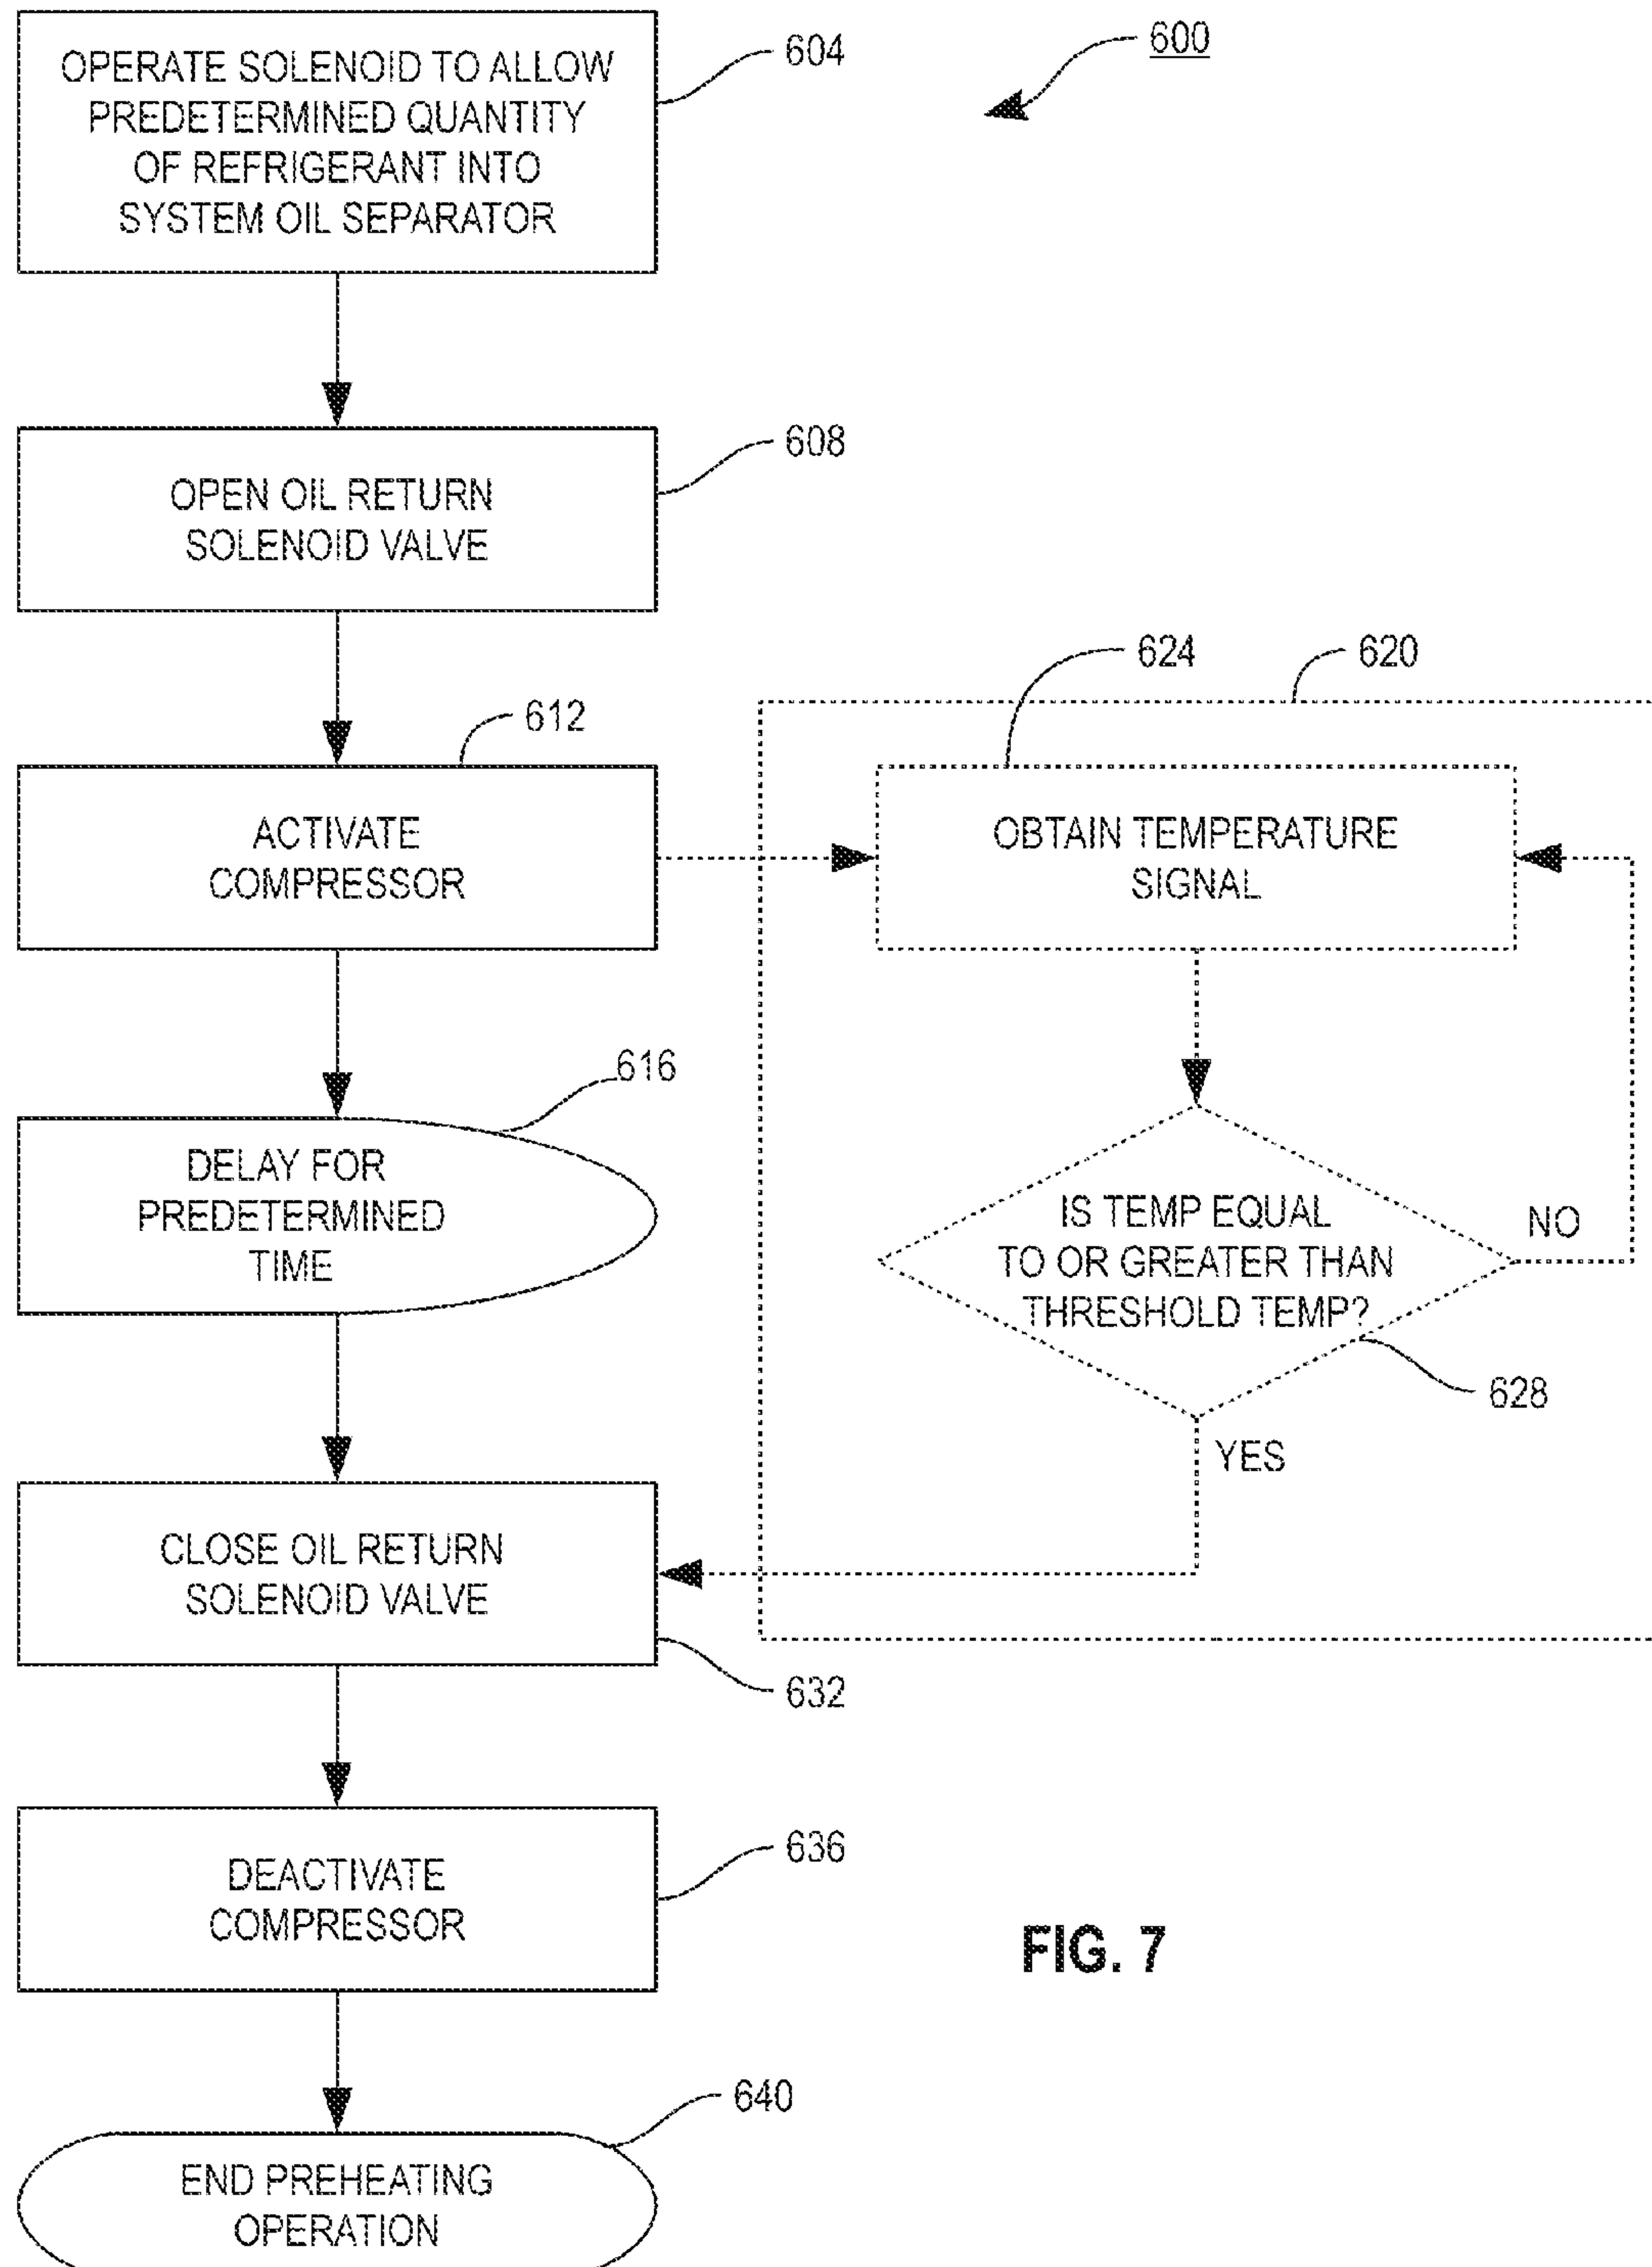 600
OPERATE SOLENOID TO ALLOW
PREDETERMINED QUANTITY
OF REFRIGERANT INTO
SYSTEM OIL SEPARATOR
604
OPEN OIL RETURN
SOLENOID VALVE
608
ACTIVATE
COMPRESSOR
612
DELAY FOR
PREDETERMINED
TIME
616
620
OBTAIN TEMPERATURE
SIGNAL
624
IS TEMP EQUAL
TO OR GREATER THAN
THRESHOLD TEMP?
628
NO
YES
CLOSE OIL RETURN
SOLENOID VALVE
632
DEACTIVATE
COMPRESSOR
636
END PREHEATING
OPERATION
640
FIG. 7